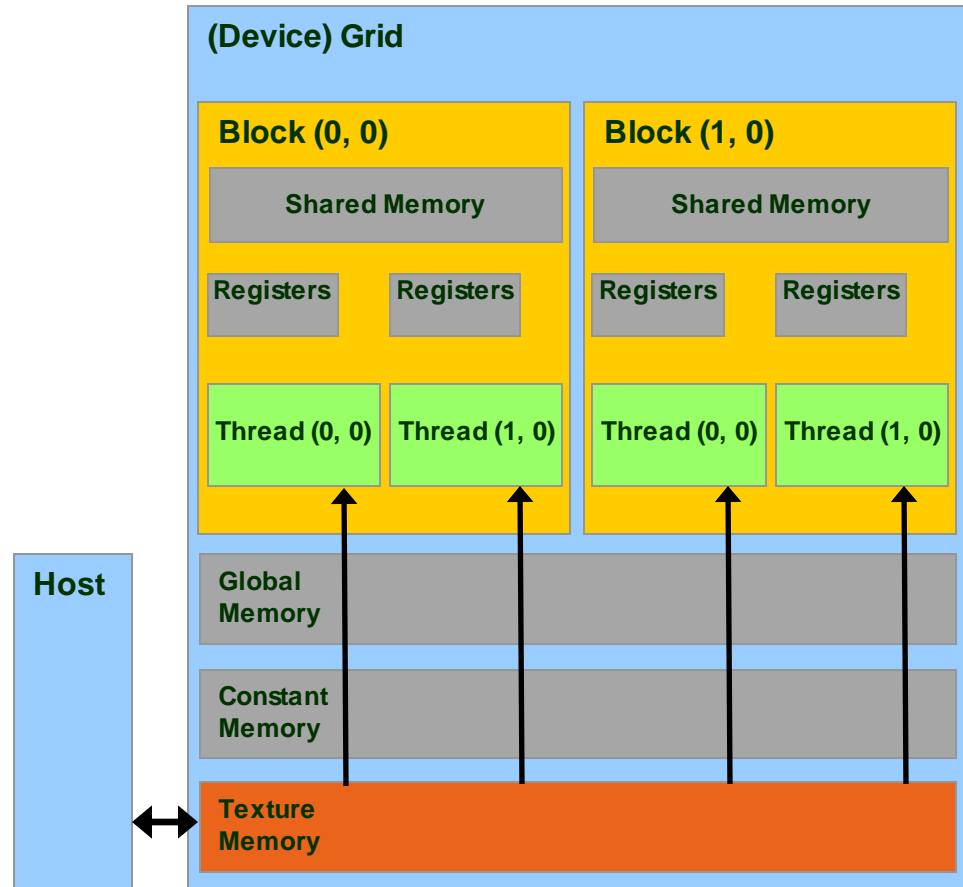 (Device) Grid
Block (0, 0)
Block (1, 0)
Shared Memory
Shared Memory
Registers
Registers
Registers
Registers
Thread (0, 0)
Thread (1, 0)
Thread (0, 0)
Thread (1, 0)
Host
Global
Memory
Constant
Memory
Texture
Memory